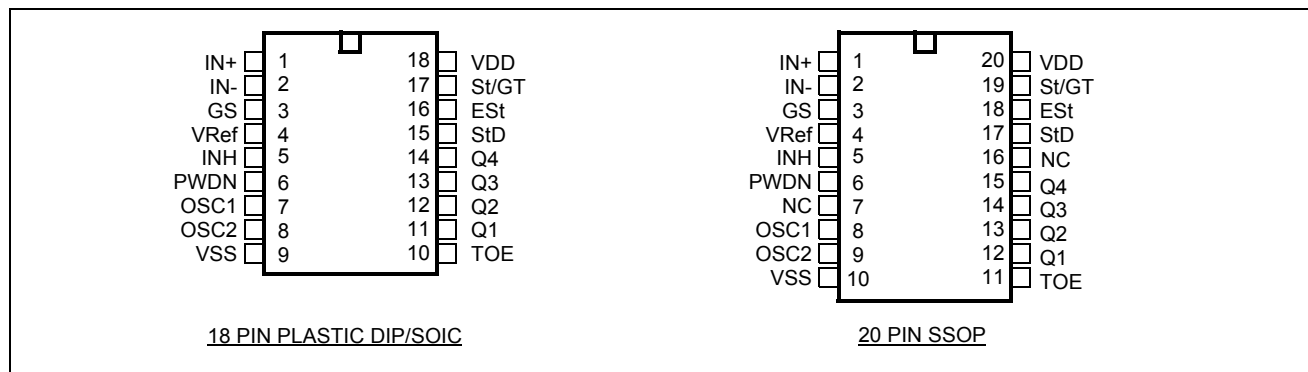 IN+ 1 18 VDD
IN- 2 17 St/GT
GS 3 16 ESt
VRef 4 15 StD
INH 5 14 Q4
PWDN 6 13 Q3
OSC1 7 12 Q2
OSC2 8 11 Q1
VSS 9 10 TOE
18 PIN PLASTIC DIP/SOIC
IN+ 1 20 VDD
IN- 2 19 St/GT
GS 3 18 ESt
VRef 4 17 StD
INH 5 16 NC
PWDN 6 15 Q4
NC 7 14 Q3
OSC1 8 13 Q2
OSC2 9 12 Q1
VSS 10 11 TOE
20 PIN SSOP